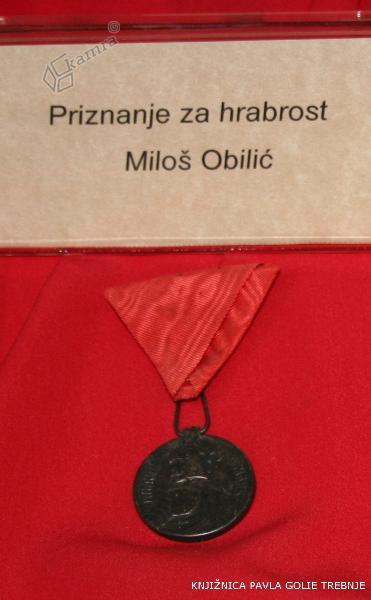 kamra
Priznanje za hrabrost
Miloš Obilić
KNJIŽNICA PAVLA GOLIE TREBNJE